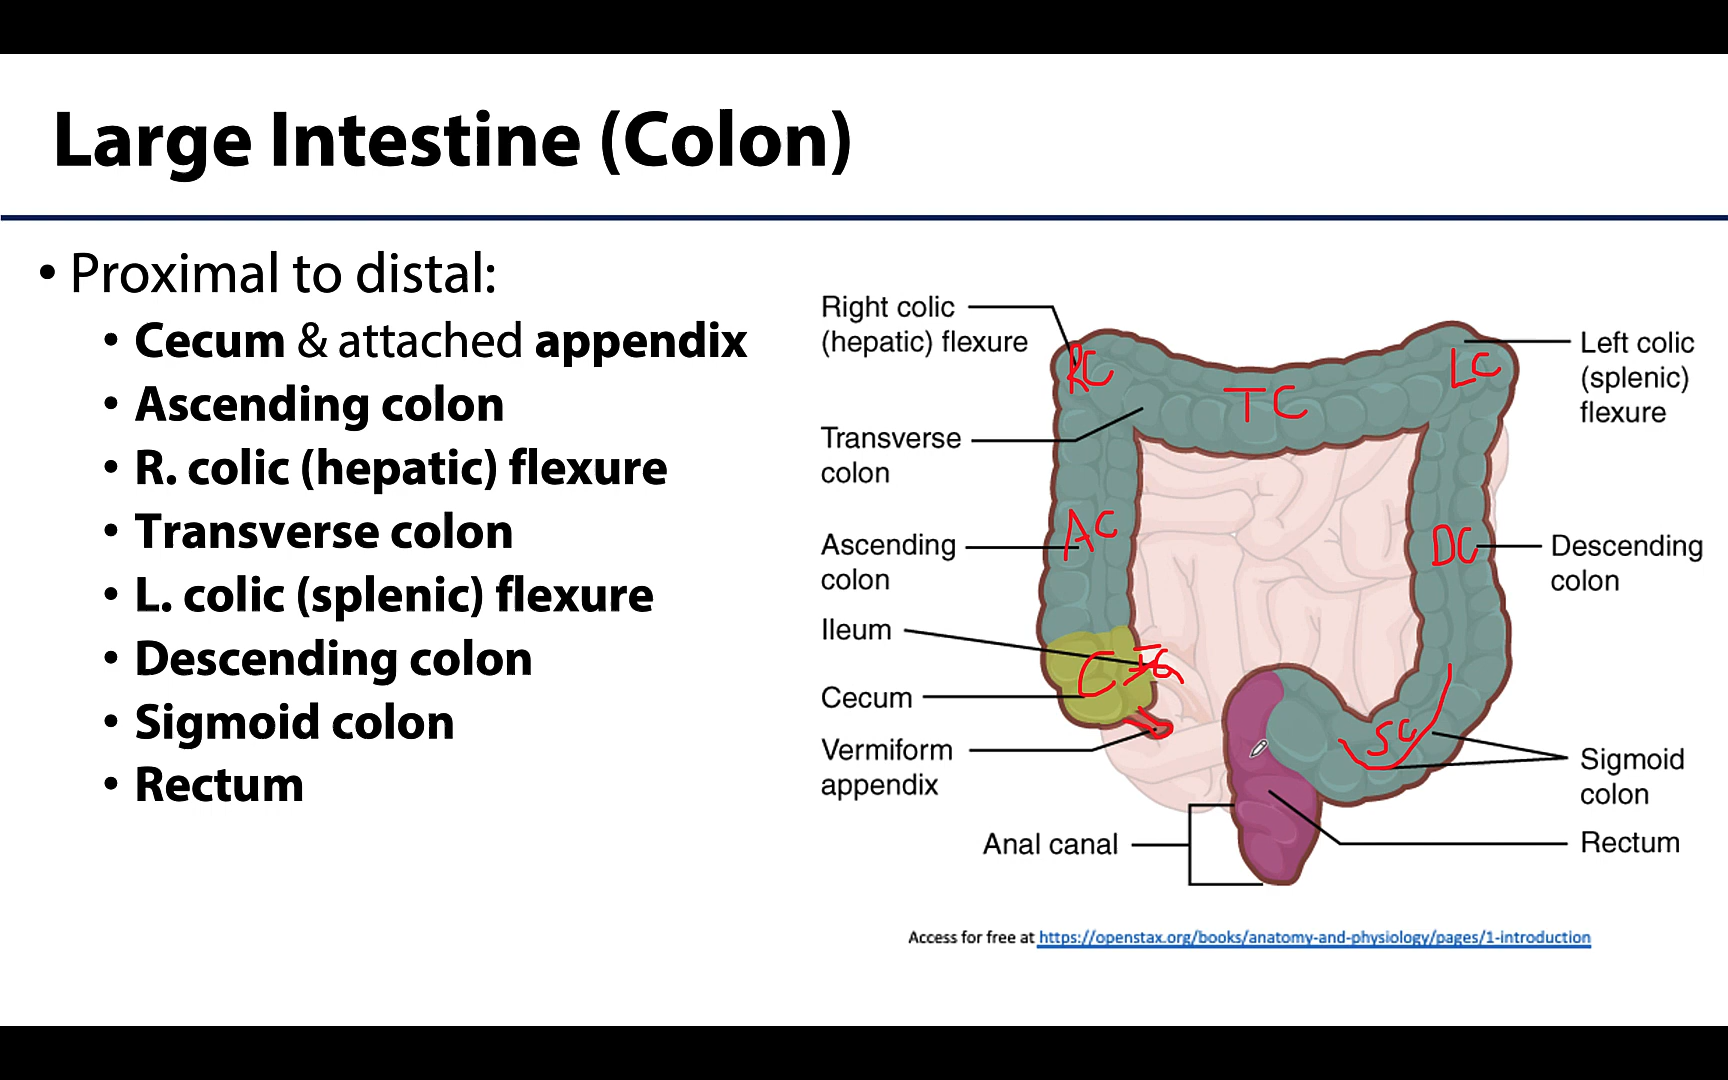 Large Intestine (Colon)
• Proximal to distal:
• Cecum & attached appendix
• Ascending colon
• R. colic (hepatic) flexure
• Transverse colon
• L. colic (splenic) flexure
• Descending colon
• Sigmoid colon
• Rectum
Right colic
(hepatic) flexure
Transverse
colon
Ascending
colon
Ileum
Cecum
Vermiform
appendix
Anal canal
Left colic
(splenic)
flexure
Descending
colon
Sigmoid
colon
Rectum
RC
TC
LC
AC
DC
C
SC
Access for free at https://openstax.org/books/anatomy-and-physiology/pages/1-introduction